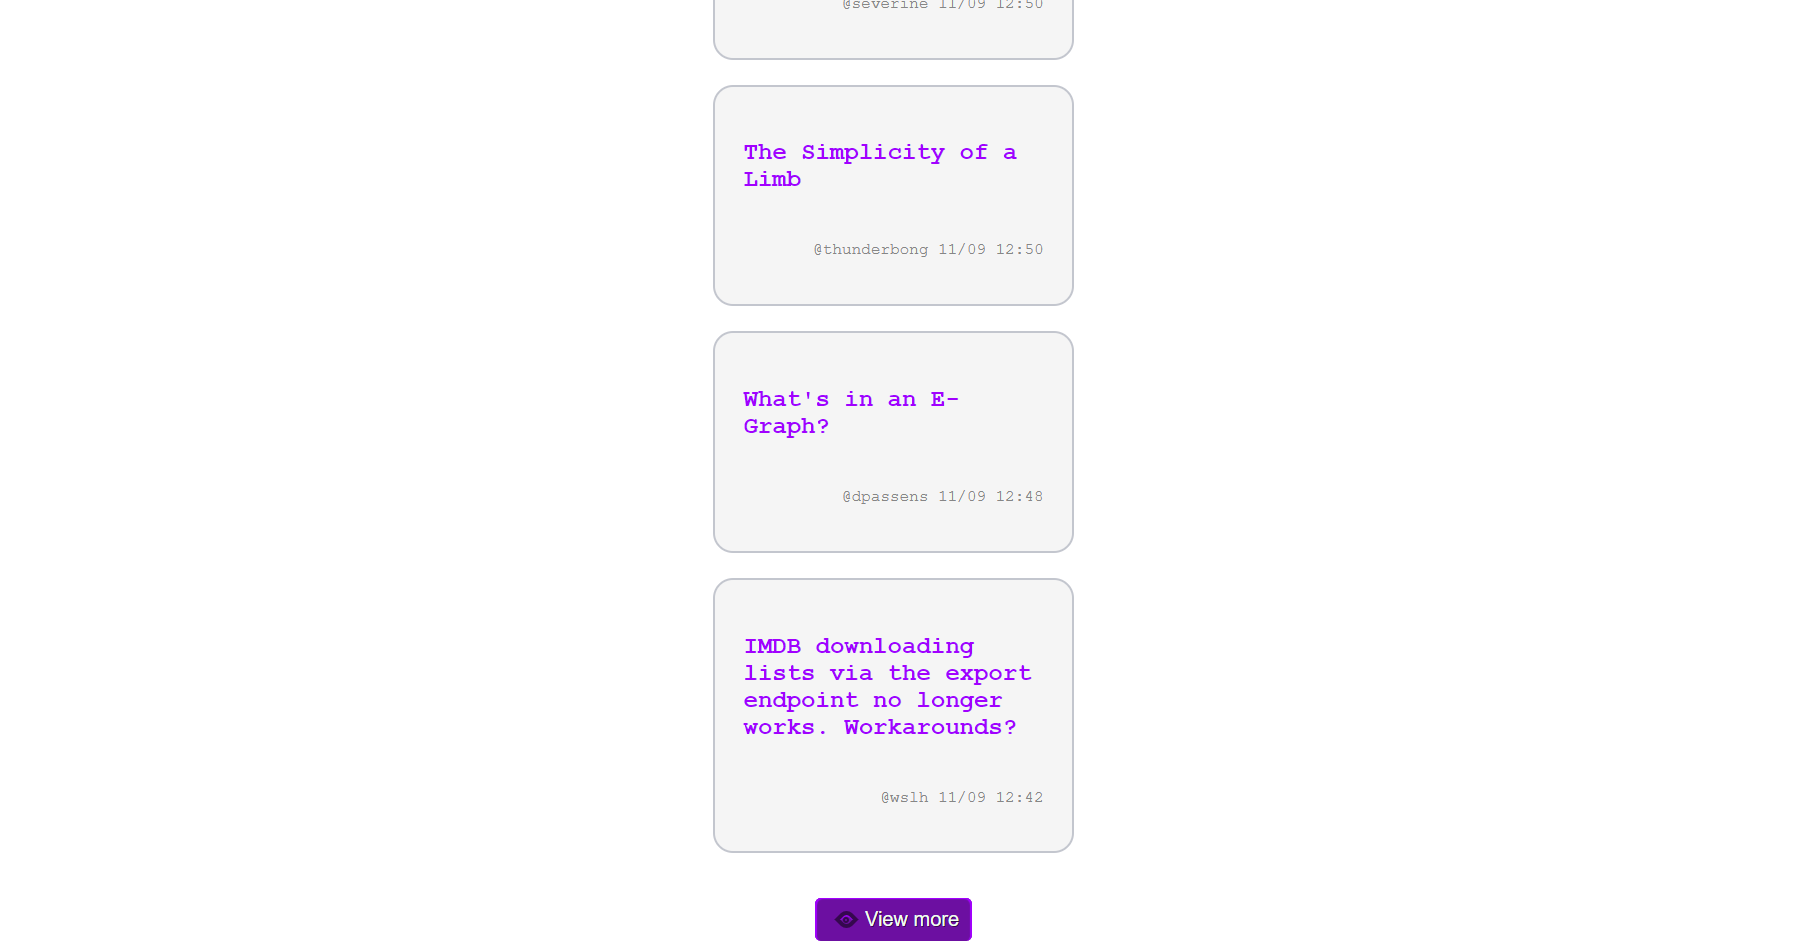 @severine 11/09 12:50
The Simplicity of a
Limb
@thunderbong 11/09 12:50
What's in an E-
Graph?
@dpassens 11/09 12:48
IMDB downloading
lists via the export
endpoint no longer
works. Workarounds?
@wslh 11/09 12:42
View more